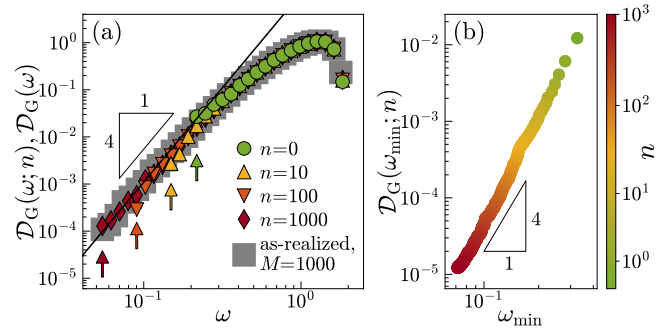 (a)
𝒟_G(ω; n), 𝒟_G(ω)
10^0
10^−1
10^−2
10^−3
10^−4
10^−5
1
4
n=0
n=10
n=100
n=1000
as-realized,
M=1000
10^−1
10^0
ω
(b)
𝒟_G(ω_min; n)
10^−2
10^−3
10^−4
10^−5
4
1
10^−1
ω_min
10^3
10^2
10^1
10^0
n